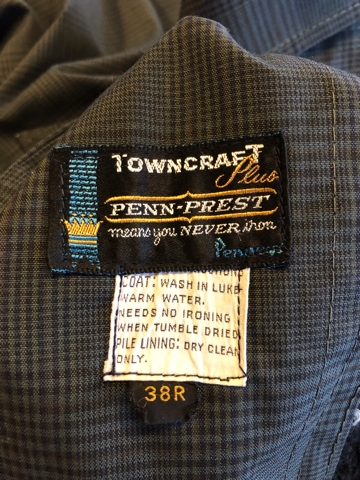 TOWNCRAFT
Plus
PENN-PREST
means you NEVER iron
Penneys
COAT: WASH IN LUKE-
WARM WATER.
NEEDS NO IRONING
WHEN TUMBLE DRIED
PILE LINING: DRY CLEAN
ONLY.
38R